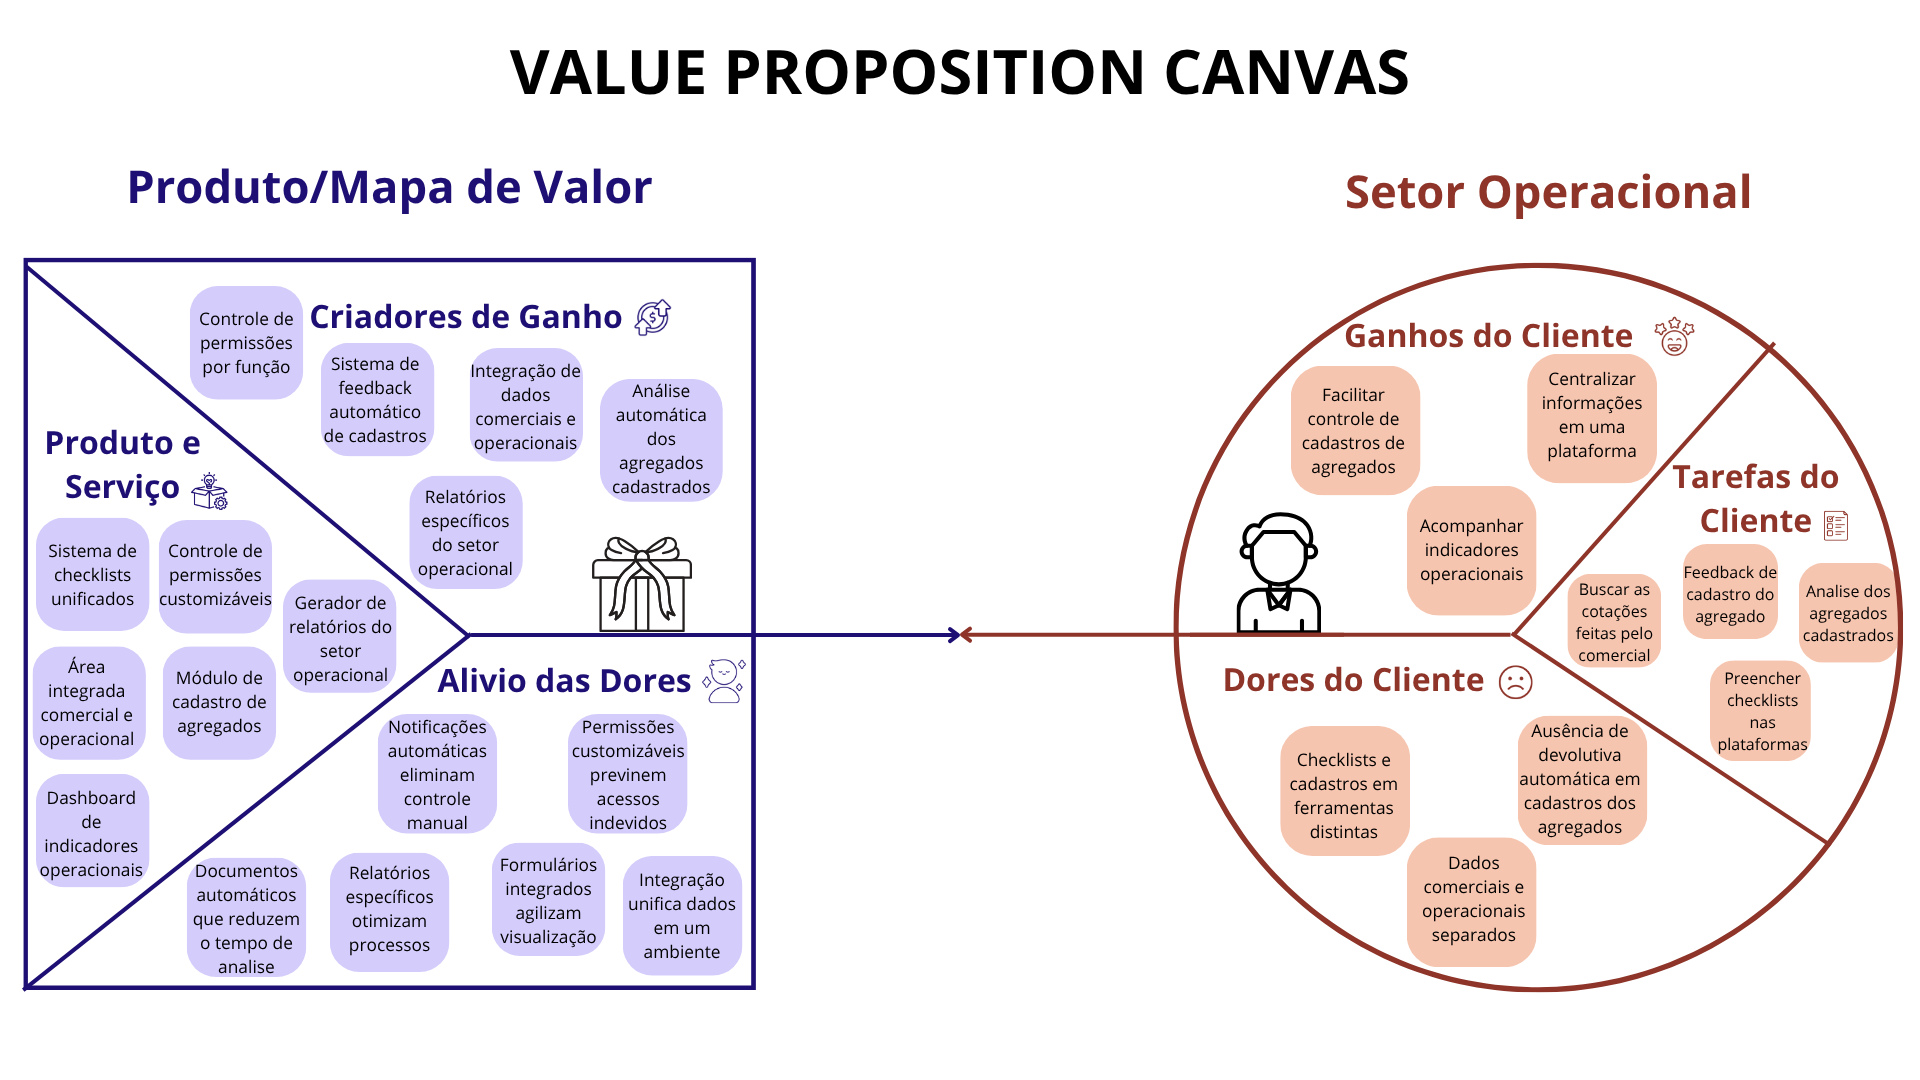 VALUE PROPOSITION CANVAS
Produto/Mapa de Valor
Criadores de Ganho
Controle de
permissões
por função
Sistema de
feedback
automático
de cadastros
Integração de
dados
comerciais e
operacionais
Análise
automática
dos
agregados
cadastrados
Relatórios
específicos
do setor
operacional
Produto e
Serviço
Sistema de
checklists
unificados
Controle de
permissões
customizáveis
Gerador de
relatórios do
setor
operacional
Área
integrada
comercial e
operacional
Módulo de
cadastro de
agregados
Dashboard
de
indicadores
operacionais
Alivio das Dores
Notificações
automáticas
eliminam
controle
manual
Permissões
customizáveis
previnem
acessos
indevidos
Documentos
automáticos
que reduzem
o tempo de
analise
Relatórios
específicos
otimizam
processos
Formulários
integrados
agilizam
visualização
Integração
unifica dados
em um
ambiente
Setor Operacional
Ganhos do Cliente
Facilitar
controle de
cadastros de
agregados
Centralizar
informações
em uma
plataforma
Acompanhar
indicadores
operacionais
Tarefas do
Cliente
Buscar as
cotações
feitas pelo
comercial
Feedback de
cadastro do
agregado
Analise dos
agregados
cadastrados
Preencher
checklists
nas
plataformas
Dores do Cliente
Checklists e
cadastros em
ferramentas
distintas
Ausência de
devolutiva
automática em
cadastros dos
agregados
Dados
comerciais e
operacionais
separados